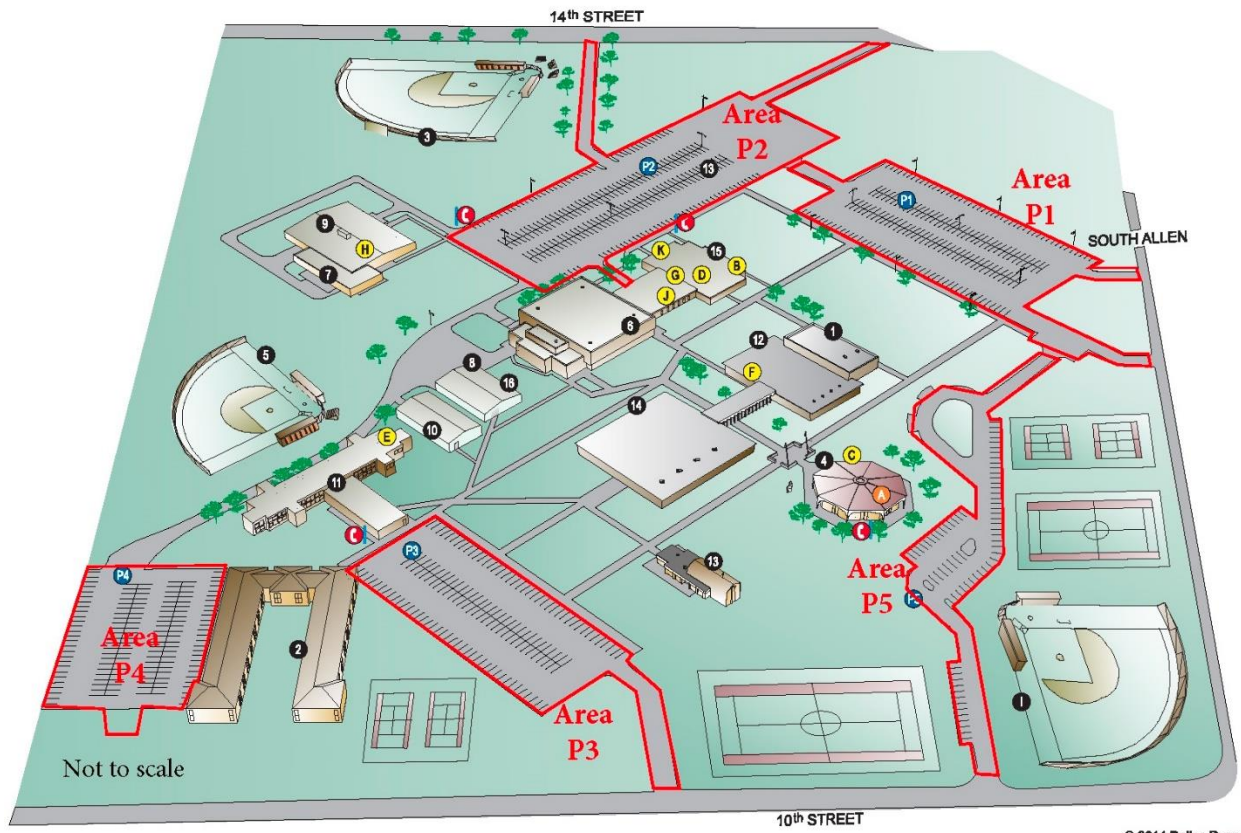 14th STREET
Area
P2
3
P2
13
Area
P1
P1
9
H
7
SOUTH ALLEN
K
15
G
D
B
J
6
1
12
5
8
16
F
14
10
E
4
C
A
11
P3
13
Area
P5
P4
Area
P4
2
1
Area
P3
Not to scale
10th STREET